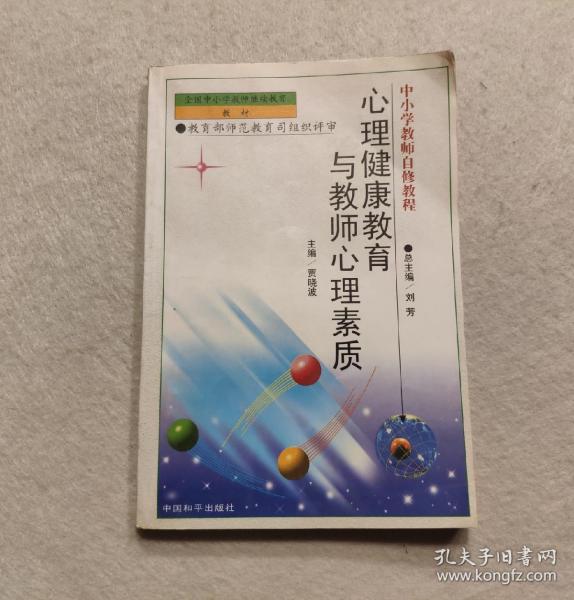 全国中小学教师继续教育
教材
●教育部师范教育司组织评审
中小学教师自修教程
●总主编/刘 芳
心理健康教育
与教师心理素质
主编/贾晓波
中国和平出版社
孔夫子旧书网
www.kongfz.com